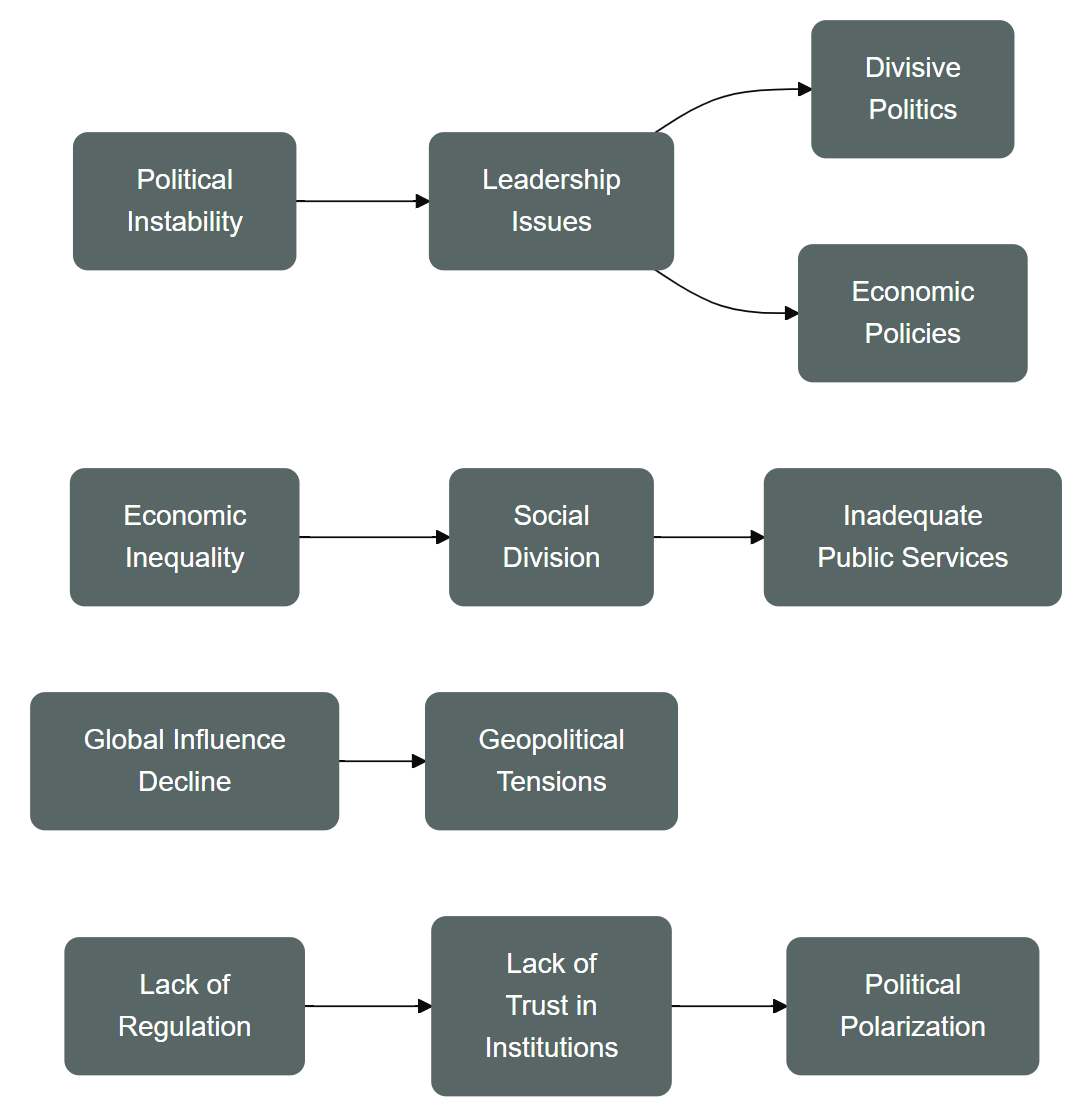 Divisive
Politics
Political
Instability
Leadership
Issues
Economic
Policies
Economic
Inequality
Social
Division
Inadequate
Public Services
Global Influence
Decline
Geopolitical
Tensions
Lack of
Regulation
Lack of
Trust in
Institutions
Political
Polarization